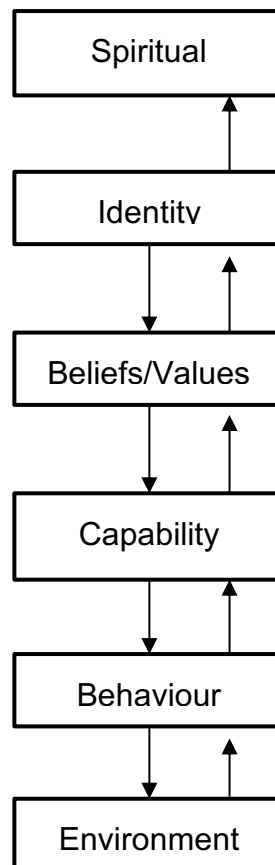 Spiritual
Identity
Beliefs/Values
Capability
Behaviour
Environment